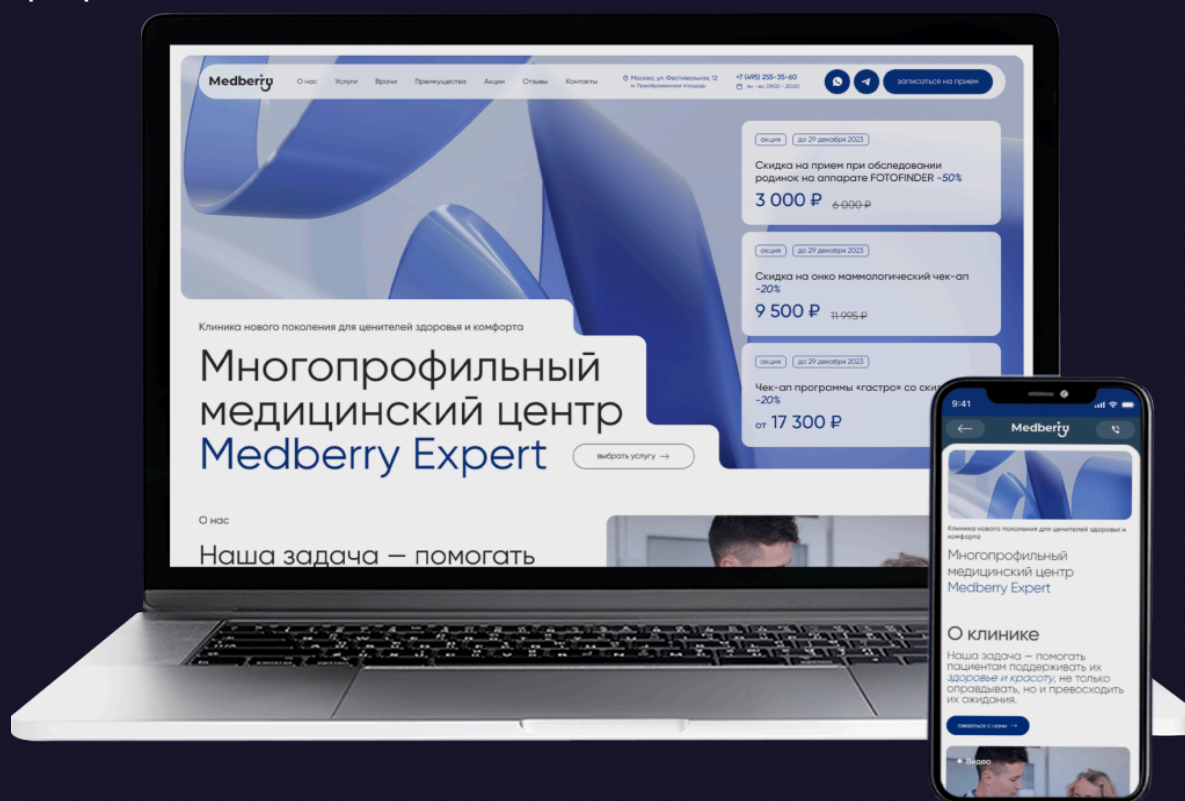 Medberry
О нас
Услуги
Врачи
Преимущества
Акции
Отзывы
Контакты
Москва, ул. Фестивальная, 12
м. Преображенская площадь
+7 (495) 255-35-60
пн - вс: 09:00 - 20:00
записаться на прием
акция
до 29 декабря 2023
Скидка на прием при обследовании
родинок на аппарате FOTOFINDER -50%
3 000 ₽ 6 000 ₽
акция
до 29 декабря 2023
Скидка на онко маммологический чек-ап
-20%
9 500 ₽ 11 995 ₽
акция
до 29 декабря 2023
Чек-ап программы «гастро» со
-20%
от 17 300 ₽
Клиника нового поколения для ценителей здоровья и комфорта
Многопрофильный
медицинский центр
Medberry Expert
выбрать услугу →
О нас
Наша задача — помогать
9:41
Medberry
Клиника нового поколения для ценителей здоровья и
комфорта
Многопрофильный
медицинский центр
Medberry Expert
О клинике
Наша задача — помогать
пациентам поддерживать их
здоровье и красоту, не только
оправдывать, но и превосходить
их ожидания.
связаться с нами →
Видео